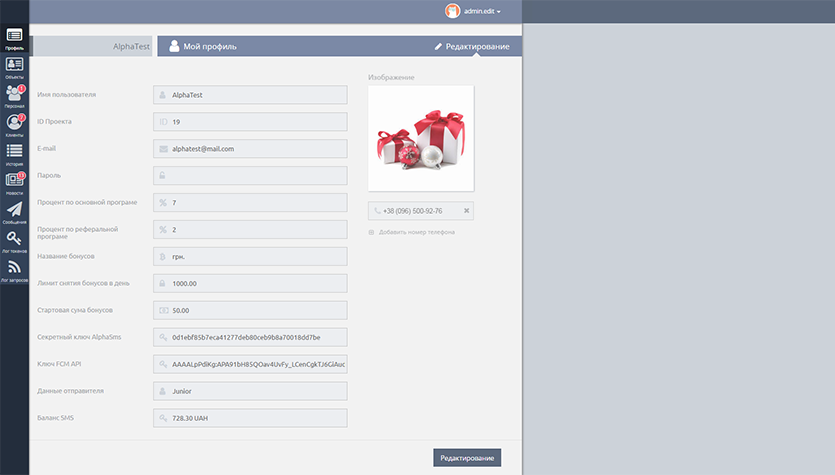 admin.edit
AlphaTest
Мой профиль
Редактирование
Профиль
Объекты
1
Персонал
7
Клиенты
История
13
Новости
Сообщение
Лог токенов
Лог запросов
Имя пользователя
AlphaTest
ID Проекта
19
E-mail
alphatest@mail.com
Пароль
Процент по основной програме
7
Процент по реферальной
програме
2
Название бонусов
грн.
Лимит снятия бонусов в день
1000.00
Стартовая сума бонусов
50.00
Секретный ключ AlphaSms
0d1ebf85b7eca41277deb80ceb9b8a70018dd7be
Ключ FCM API
Данные отправителя
Junior
Баланс SMS
728.30 UAH
Изображение
+38 (096) 500-92-76
Добавить номер телефона
Редактирование